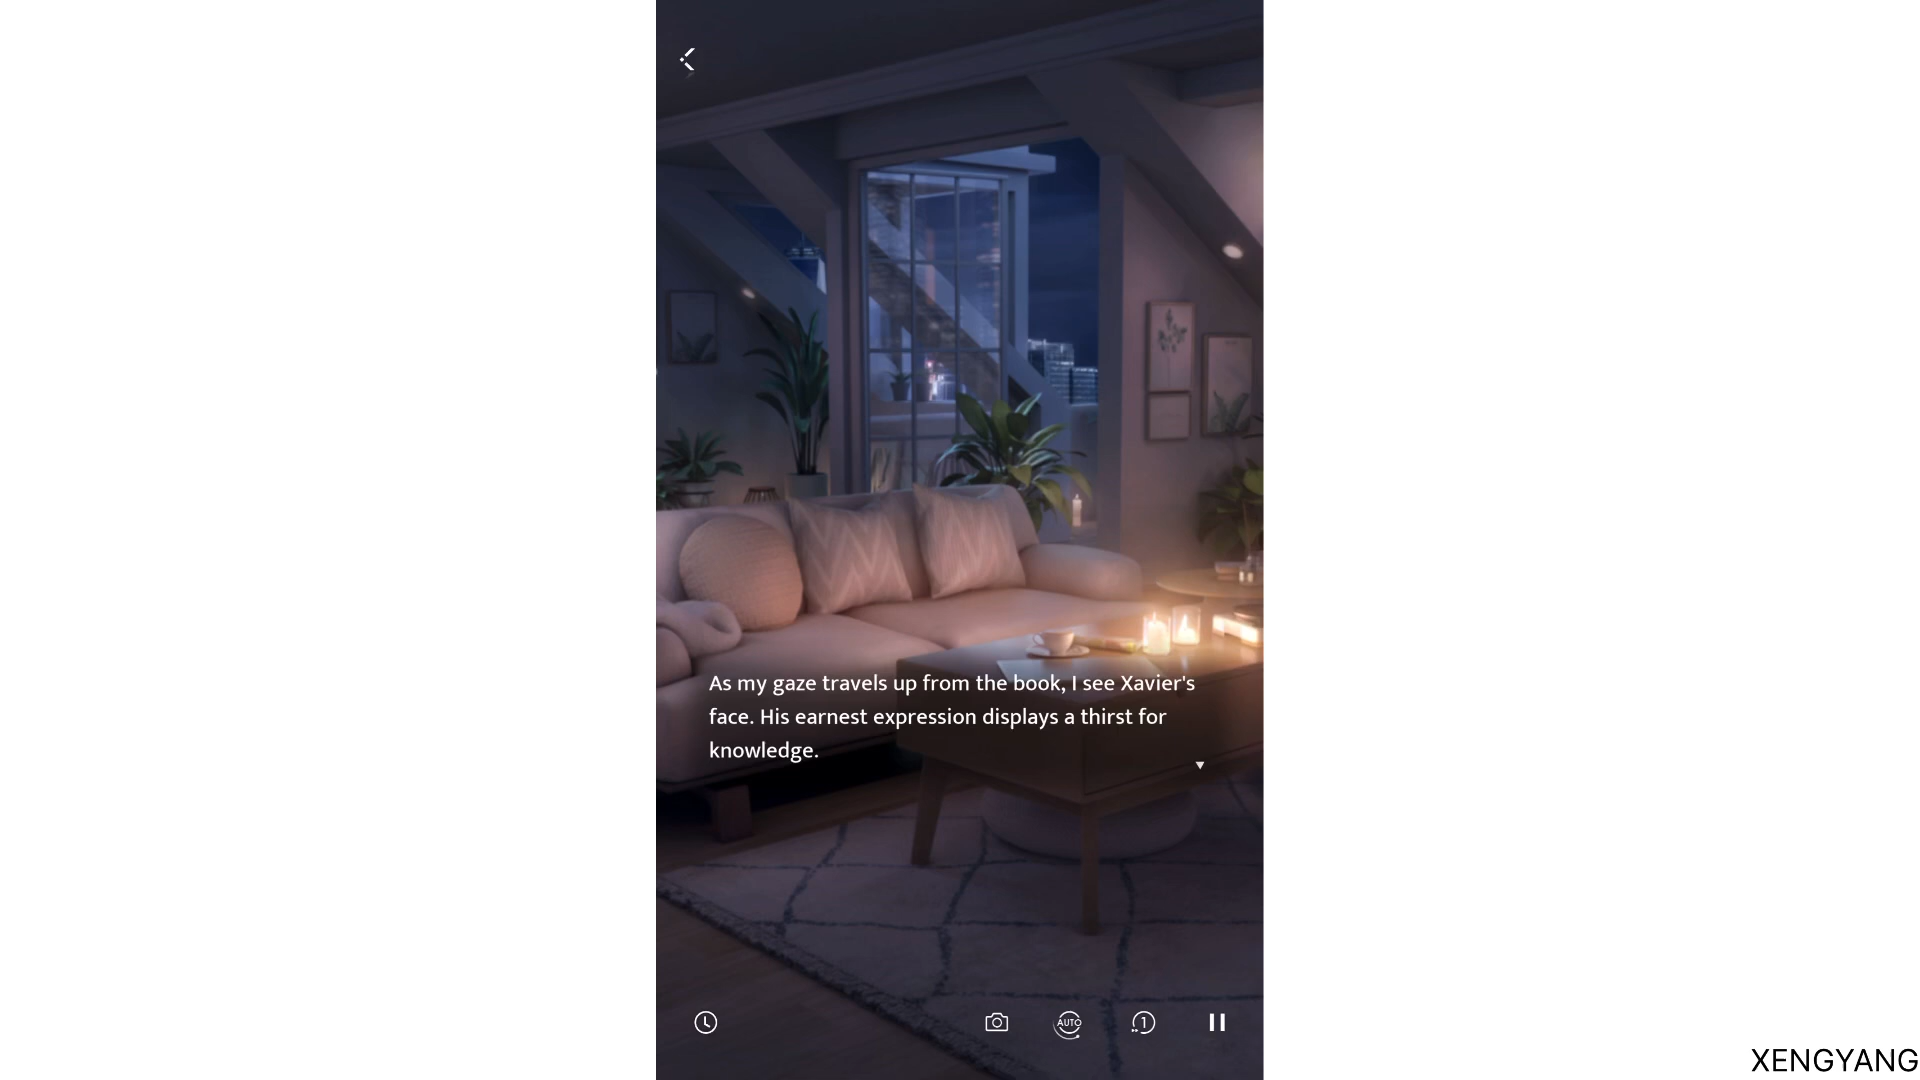 As my gaze travels up from the book, I see Xavier's
face. His earnest expression displays a thirst for
knowledge.
AUTO
1
XENGYANG